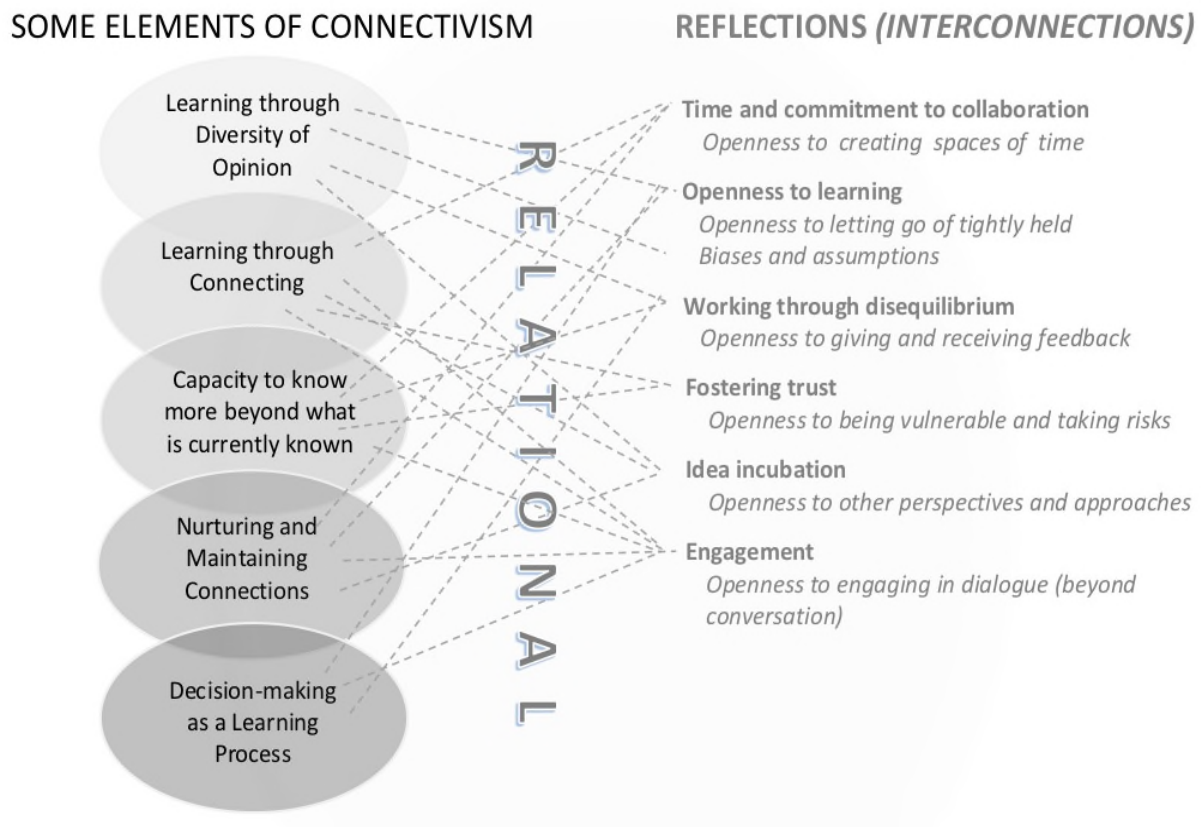 SOME ELEMENTS OF CONNECTIVISM
REFLECTIONS (INTERCONNECTIONS)
Learning through
Diversity of
Opinion
Learning through
Connecting
Capacity to know
more beyond what
is currently known
Nurturing and
Maintaining
Connections
Decision-making
as a Learning
Process
RELATIONAL
Time and commitment to collaboration
Openness to creating spaces of time
Openness to learning
Openness to letting go of tightly held
Biases and assumptions
Working through disequilibrium
Openness to giving and receiving feedback
Fostering trust
Openness to being vulnerable and taking risks
Idea incubation
Openness to other perspectives and approaches
Engagement
Openness to engaging in dialogue (beyond
conversation)